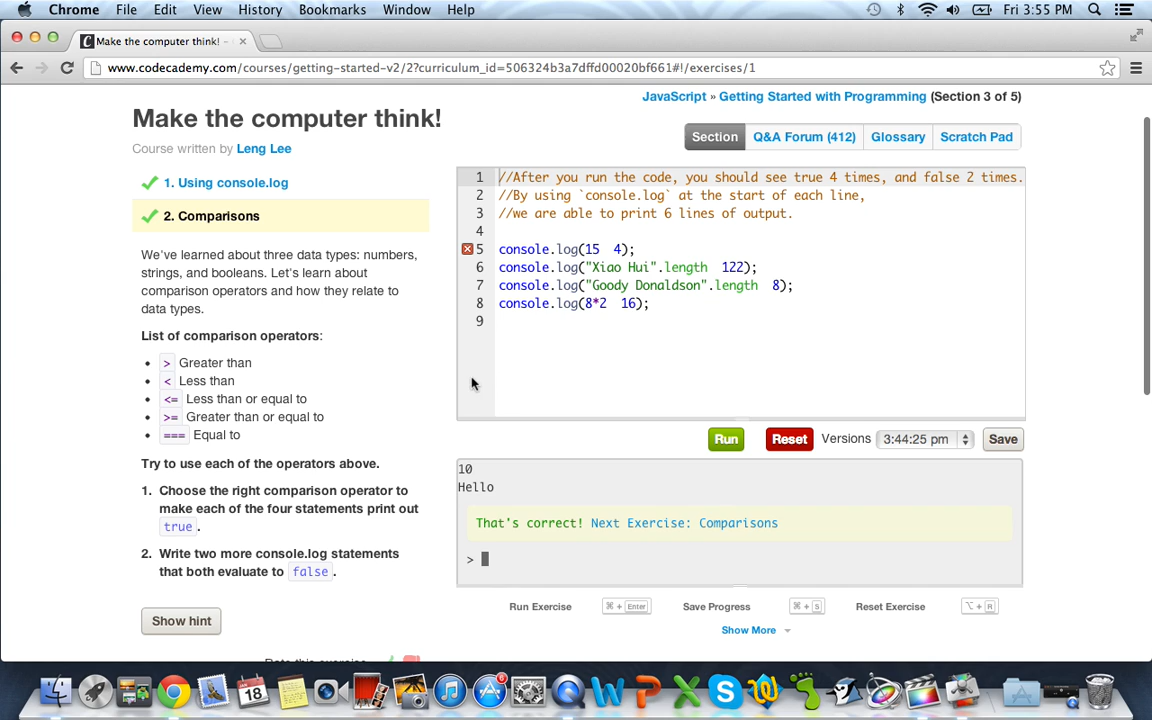 Chrome File Edit View History Bookmarks Window Help Fri 3:55 PM
Make the computer think! -
www.codecademy.com/courses/getting-started-v2/2?curriculum_id=506324b3a7dffd00020bf661#!/exercises/1
JavaScript » Getting Started with Programming (Section 3 of 5)
Make the computer think!
Course written by Leng Lee
Section Q&A Forum (412) Glossary Scratch Pad
1. Using console.log
2. Comparisons
We've learned about three data types: numbers,
strings, and booleans. Let's learn about
comparison operators and how they relate to
data types.
List of comparison operators:
• > Greater than
• < Less than
• <= Less than or equal to
• >= Greater than or equal to
• === Equal to
Try to use each of the operators above.
1. Choose the right comparison operator to
make each of the four statements print out
true.
2. Write two more console.log statements
that both evaluate to false.
Show hint
Rate this exercise
1 //After you run the code, you should see true 4 times, and false 2 times.
2 //By using `console.log` at the start of each line,
3 //we are able to print 6 lines of output.
4
5 console.log(15  4);
6 console.log("Xiao Hui".length  122);
7 console.log("Goody Donaldson".length  8);
8 console.log(8*2  16);
9
Run Reset Versions 3:44:25 pm Save
10
Hello
That's correct! Next Exercise: Comparisons
>
Run Exercise ⌘ + Enter Save Progress ⌘ + S Reset Exercise ⌥ + R
Show More
JAN 18 6 W P X S